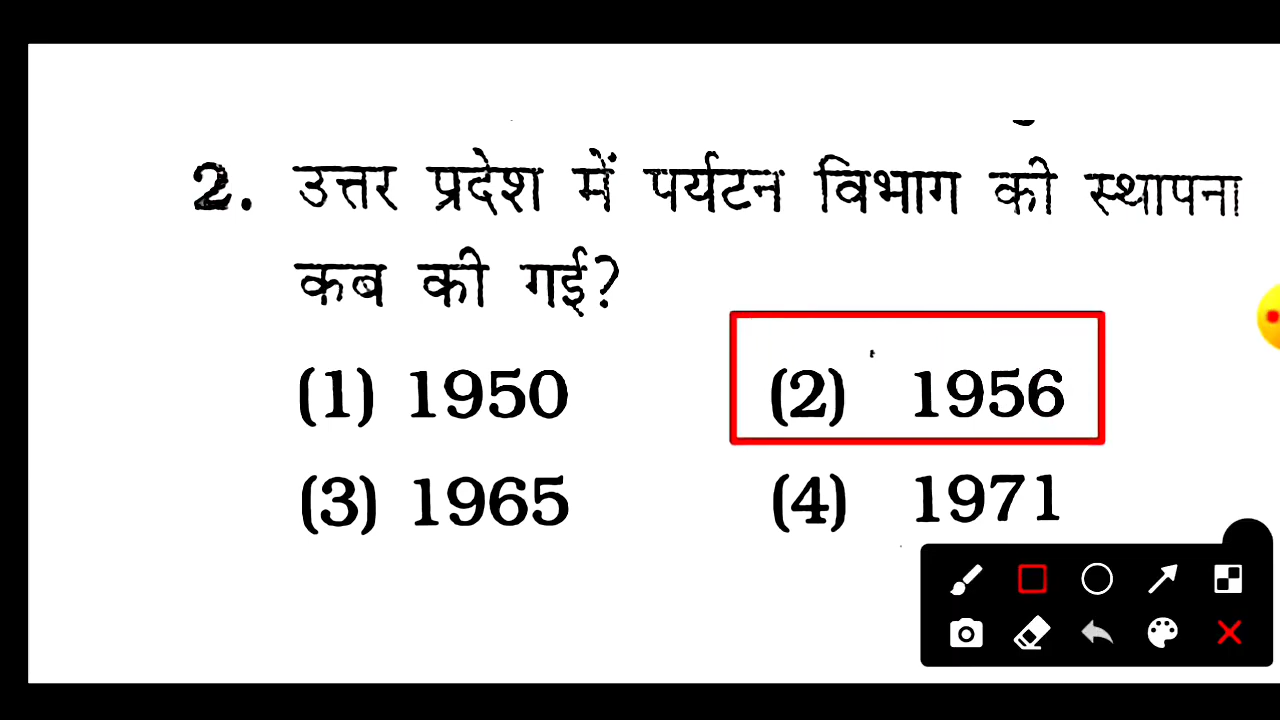 2. उत्तर प्रदेश में पर्यटन विभाग की स्थापना
कब की गई?
(1) 1950 (2) 1956
(3) 1965 (4) 1971